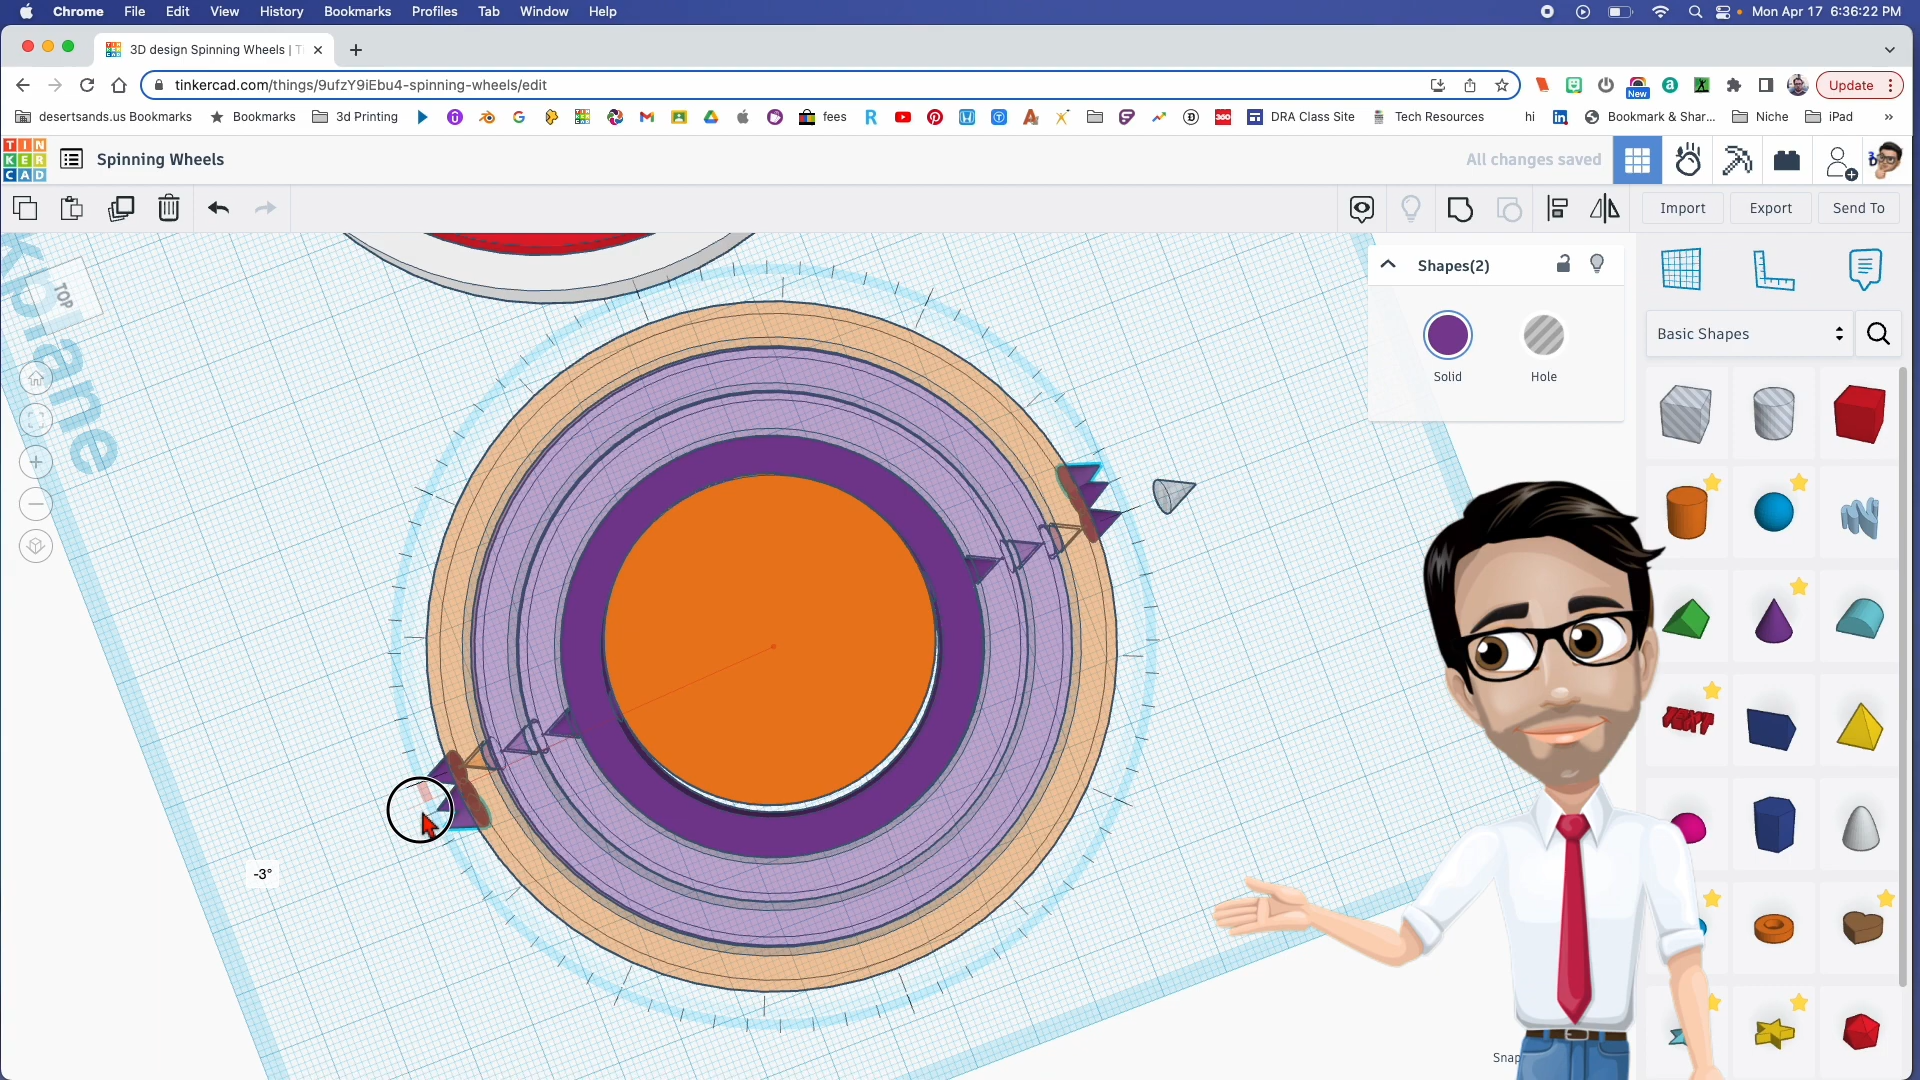 Chrome File Edit View History Bookmarks Profiles Tab Window Help Mon Apr 17 6:36:22 PM
3D design Spinning Wheels | T
tinkercad.com/things/9ufzY9iEbu4-spinning-wheels/edit New Update
desertsands.us Bookmarks Bookmarks 3d Printing fees DRA Class Site Tech Resources hi Bookmark & Shar... Niche iPad »
TIN
KER
CAD
Spinning Wheels All changes saved
Import Export Send To
TOP
Shapes(2)
Solid Hole
Basic Shapes
TEXT
-3°
Snap